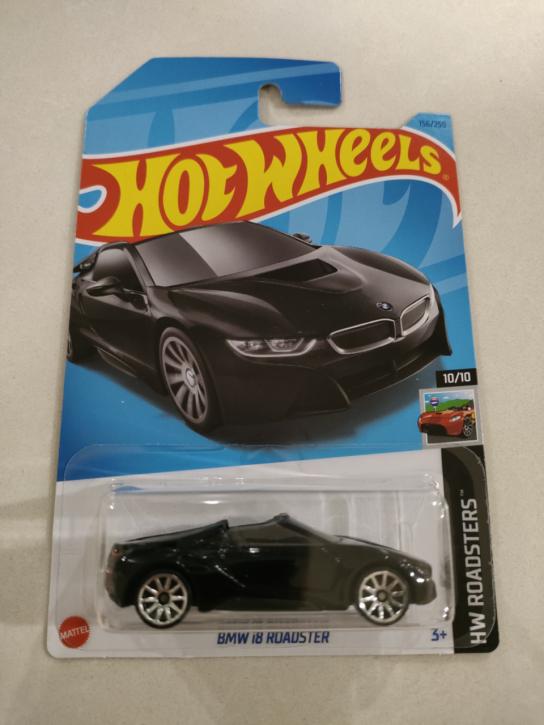 156/250
HOT WHEELS®
10/10
HW ROADSTERS™
MATTEL
BMW i8 ROADSTER
3+